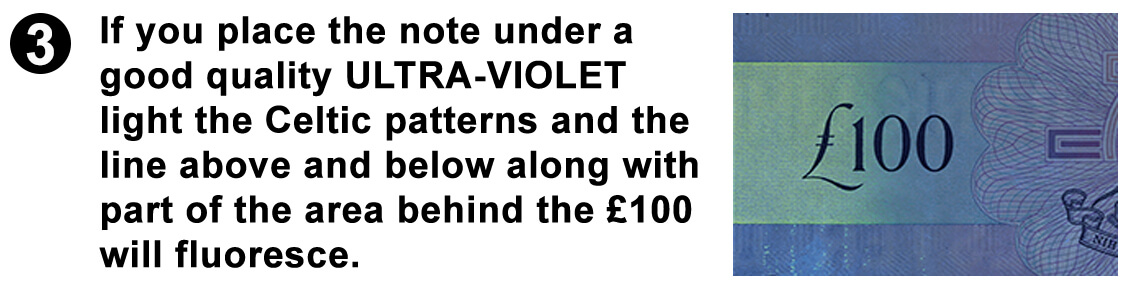 3
If you place the note under a
good quality ULTRA-VIOLET
light the Celtic patterns and the
line above and below along with
part of the area behind the £100
will fluoresce.
£100
NIH